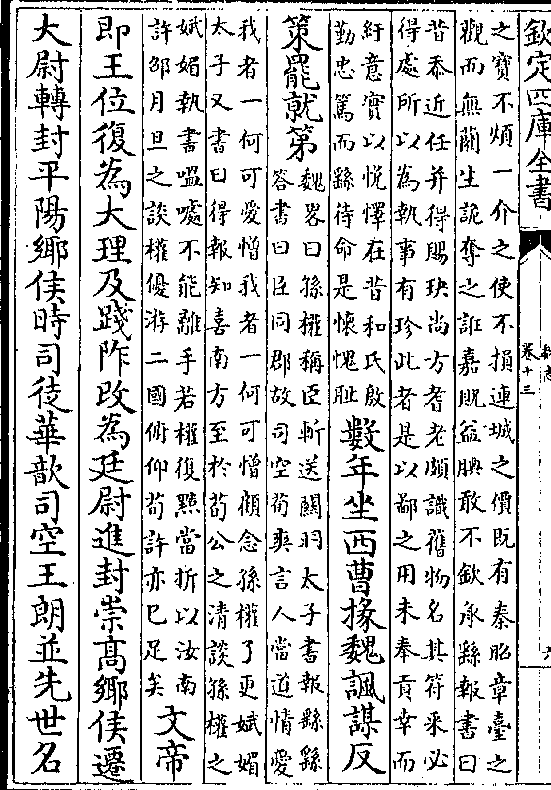 欽定四庫全書
魏志
卷十三
之寶不煩一介之使不損連城之價既有秦昭章臺之
觀而無藺生詭奪之誑嘉貺益腆敢不欽承繇報書曰
昔忝近任并得賜玦尚方耆老頗識舊物名其符采必
得處所以為執事有珍此者是以鄙之用未奉貢幸而
紆意實以悅懌在昔和氏殷
勤忠篤而繇待命是懷愧恥
數年坐西曹掾魏諷謀反
策罷就第
魏畧曰孫權稱臣斬送關羽太子書報繇繇
答書曰臣同郡故司空荀爽言人當道情愛
我者一何可愛憎我者一何可憎顧念孫權了更娬媚
太子又書曰得報知喜南方至於荀公之清談孫權之
娬媚執書嗢噱不能離手若權復黠當折以汝南
許邵月旦之談權優游二國俯仰荀許亦巳足矣
文帝
即王位復為大理及踐阼改為廷尉進封崇髙鄉侯遷
大尉轉封平陽鄉侯時司徒華歆司空王朗並先世名